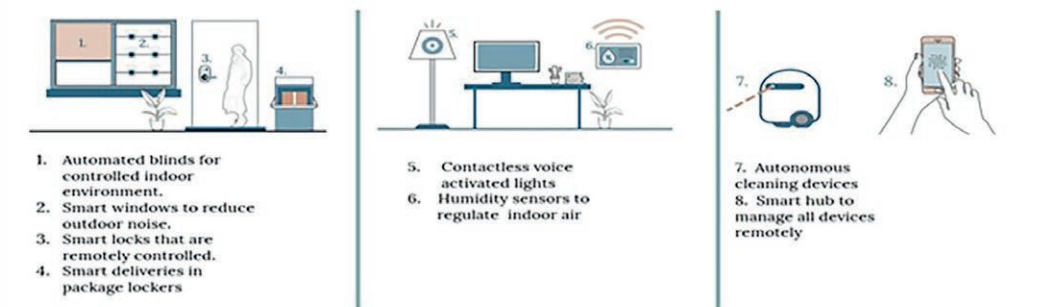 1.
2.
3.
4.
5.
6.
7.
8.
1. Automated blinds for
controlled indoor
environment.
2. Smart windows to reduce
outdoor noise.
3. Smart locks that are
remotely controlled.
4. Smart deliveries in
package lockers
5. Contactless voice
activated lights
6. Humidity sensors to
regulate indoor air
7. Autonomous
cleaning devices
8. Smart hub to
manage all devices
remotely